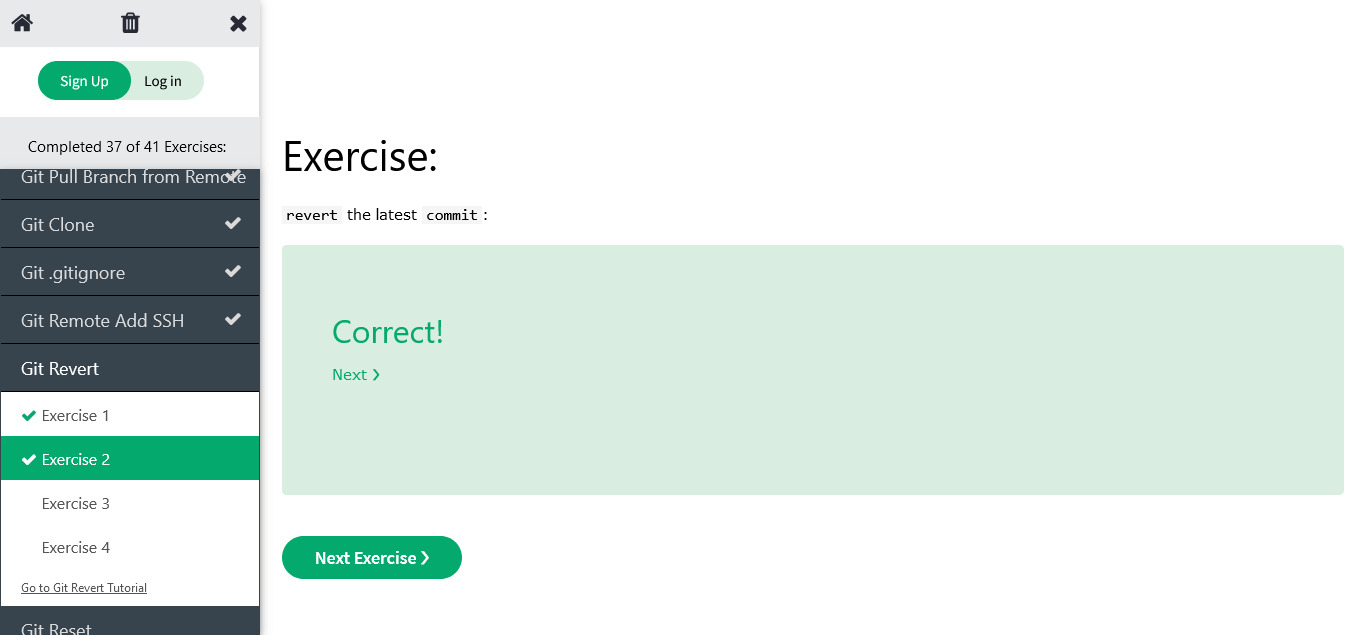 Sign Up
Log in
Completed 37 of 41 Exercises:
Git Pull Branch from Remote
Git Clone
Git .gitignore
Git Remote Add SSH
Git Revert
Exercise 1
Exercise 2
Exercise 3
Exercise 4
Go to Git Revert Tutorial
Git Reset
Exercise:
revert the latest commit :
Correct!
Next ❯
Next Exercise ❯